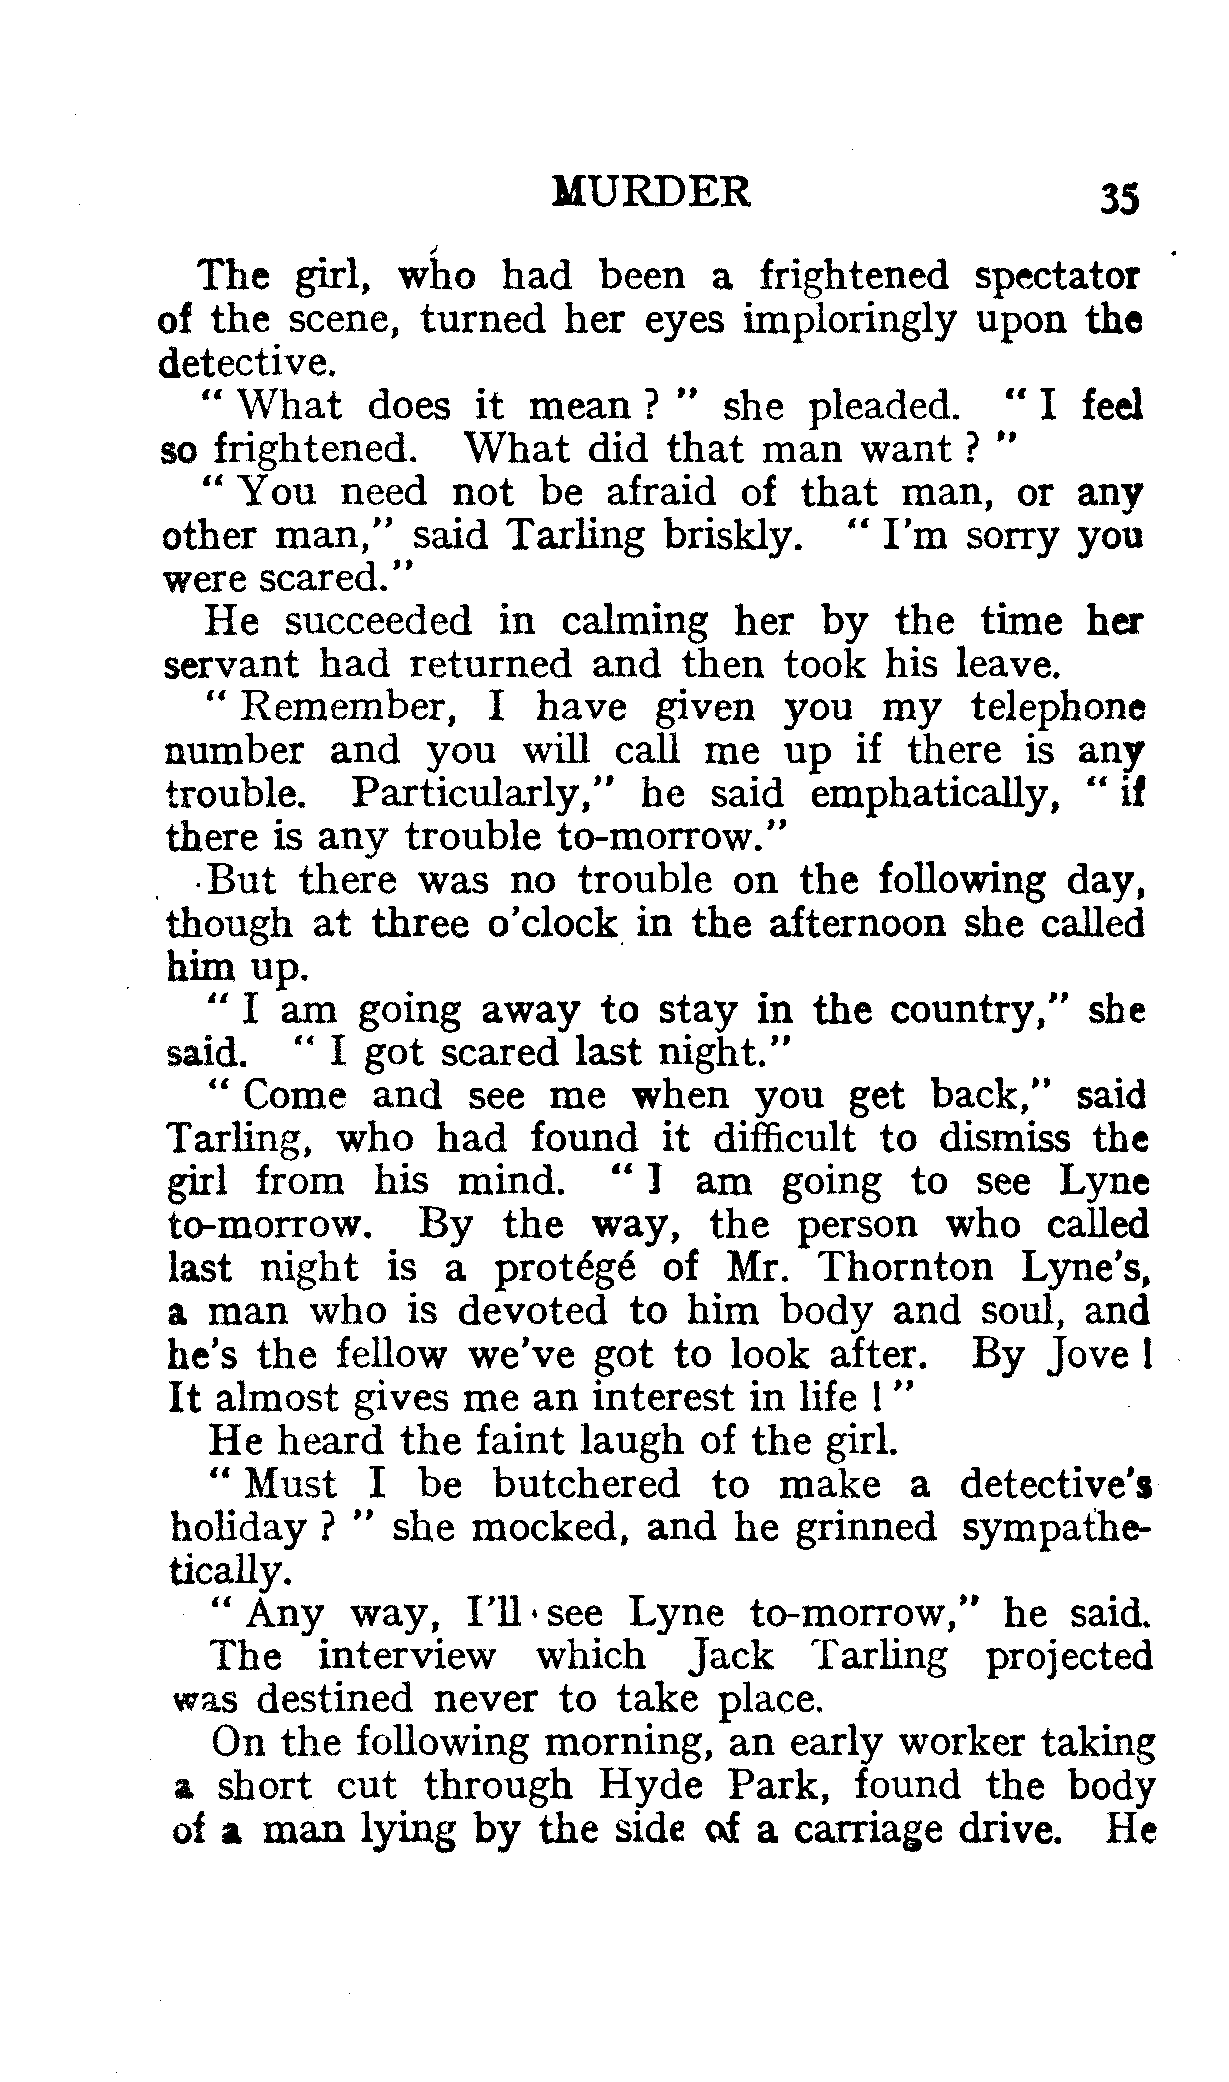 MURDER 35
The girl, who had been a frightened spectator
of the scene, turned her eyes imploringly upon the
detective.
“ What does it mean ? ” she pleaded. “ I feel
so frightened. What did that man want ? ”
“ You need not be afraid of that man, or any
other man,” said Tarling briskly. “ I’m sorry you
were scared.”
He succeeded in calming her by the time her
servant had returned and then took his leave.
“ Remember, I have given you my telephone
number and you will call me up if there is any
trouble. Particularly,” he said emphatically, “ if
there is any trouble to-morrow.”
But there was no trouble on the following day,
though at three o’clock in the afternoon she called
him up.
“ I am going away to stay in the country,” she
said. “ I got scared last night.”
“ Come and see me when you get back,” said
Tarling, who had found it difficult to dismiss the
girl from his mind. “ I am going to see Lyne
to-morrow. By the way, the person who called
last night is a protégé of Mr. Thornton Lyne’s,
a man who is devoted to him body and soul, and
he’s the fellow we’ve got to look after. By Jove !
It almost gives me an interest in life ! ”
He heard the faint laugh of the girl.
“ Must I be butchered to make a detective’s
holiday ? ” she mocked, and he grinned sympathe-
tically.
“ Any way, I’ll see Lyne to-morrow,” he said.
The interview which Jack Tarling projected
was destined never to take place.
On the following morning, an early worker taking
a short cut through Hyde Park, found the body
of a man lying by the side of a carriage drive. He